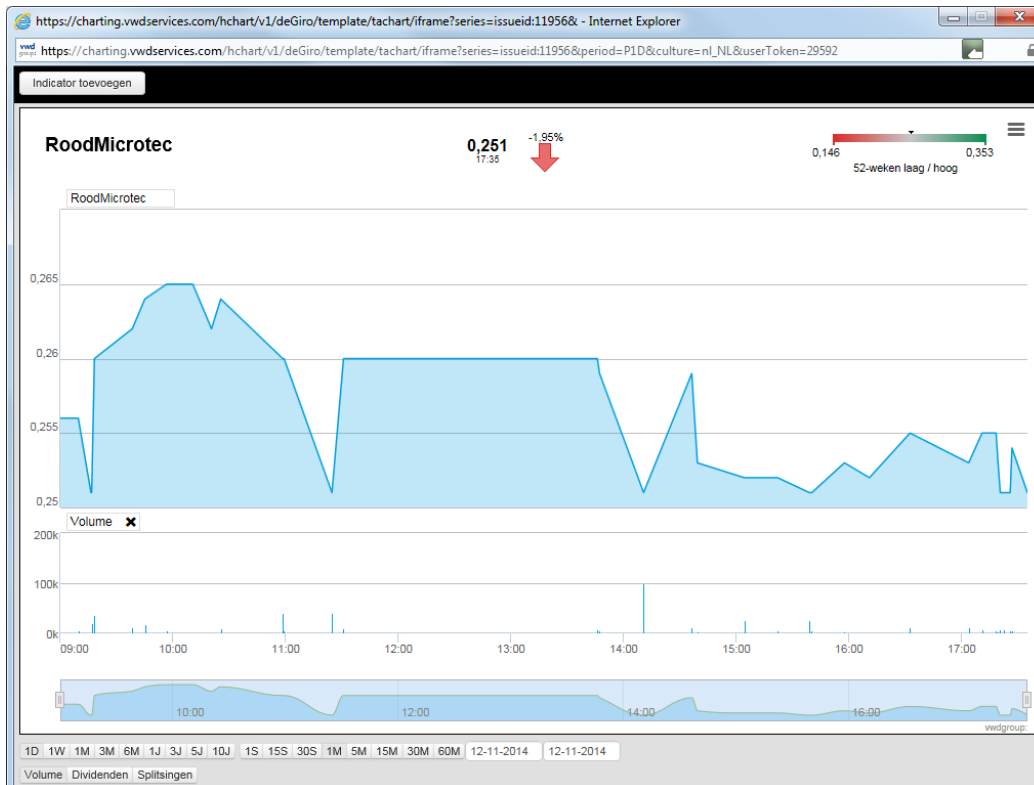 https://charting.vwdservices.com/hchart/v1/deGiro/template/tachart/iframe?series=issueid:11956& - Internet Explorer
vwd group: https://charting.vwdservices.com/hchart/v1/deGiro/template/tachart/iframe?series=issueid:11956&period=P1D&culture=nl_NL&userToken=29592
Indicator toevoegen
RoodMicrotec
0,251
17:35
-1.95%
0,146
0,353
52-weken laag / hoog
RoodMicrotec
0,265
0,26
0,255
0,25
Volume ✖
200k
100k
0k
09:00 10:00 11:00 12:00 13:00 14:00 15:00 16:00 17:00
10:00 12:00 14:00 16:00
vwdgroup:
1D 1W 1M 3M 6M 1J 3J 5J 10J 1S 15S 30S 1M 5M 15M 30M 60M 12-11-2014 12-11-2014
Volume Dividenden Splitsingen